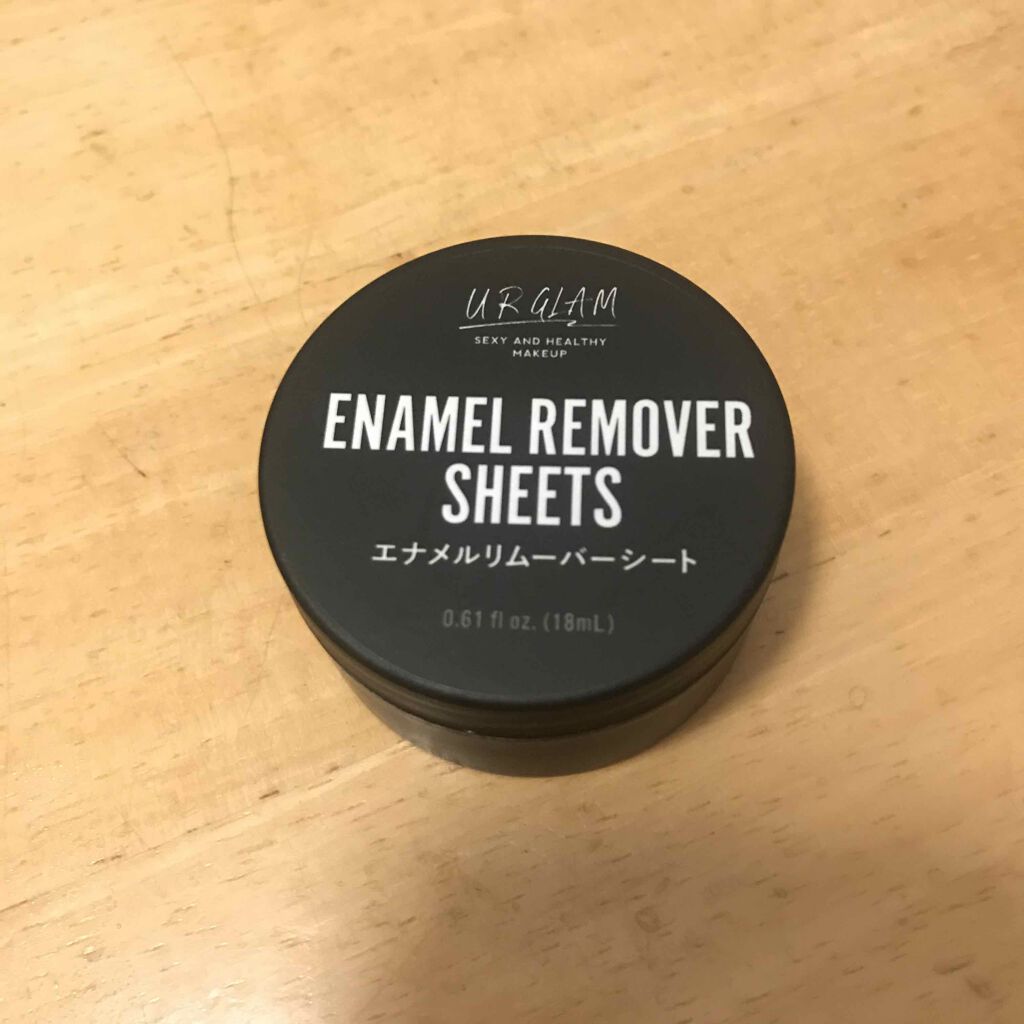 U R GLAM
SEXY AND HEALTHY
MAKEUP
ENAMEL REMOVER
SHEETS
エナメルリムーバーシート
0.61 fl oz. (18mL)